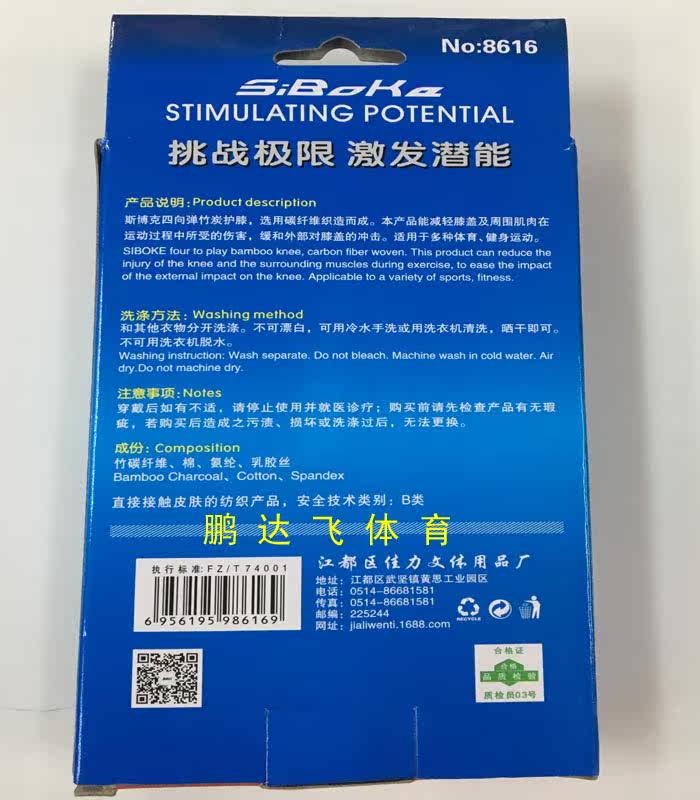 No:8616
SiBoKe
STIMULATING POTENTIAL
挑战极限 激发潜能
产品说明:Product description
斯博克四向弹竹炭护膝，选用碳纤维织造而成。本产品能减轻膝盖及周围肌肉在
运动过程中所受的伤害，缓和外部对膝盖的冲击。适用于多种体育、健身运动。
SIBOKE four to play bamboo knee, carbon fiber woven. This product can reduce the
injury of the knee and the surrounding muscles during exercise, to ease the impact
of the external impact on the knee. Applicable to a variety of sports, fitness.
洗涤方法: Washing method
和其他衣物分开洗涤。不可漂白，可用冷水手洗或用洗衣机清洗，晒干即可。
不可用洗衣机脱水。
Washing instruction: Wash separate. Do not bleach. Machine wash in cold water. Air
dry.Do not machine dry.
注意事项:Notes
穿戴后如有不适，请停止使用并就医诊疗；购买前请先检查产品有无瑕
疵，若购买后造成之污渍、损坏或洗涤过后，无法更换。
成份: Composition
竹碳纤维、棉、氨纶、乳胶丝
Bamboo Charcoal、Cotton、Spandex
直接接触皮肤的纺织产品，安全技术类别: B类
鹏达飞体育
执行标准:FZ/T74001
6 956195 986169
江都区佳力文体用品厂
地址: 江都区武坚镇黄思工业园区
电话: 0514-86681581
传真: 0514-86681581
邮编: 225244
网址: jialiwenti.1688.com
RECYCLE
合格证
合格
品质检验
质检员03号